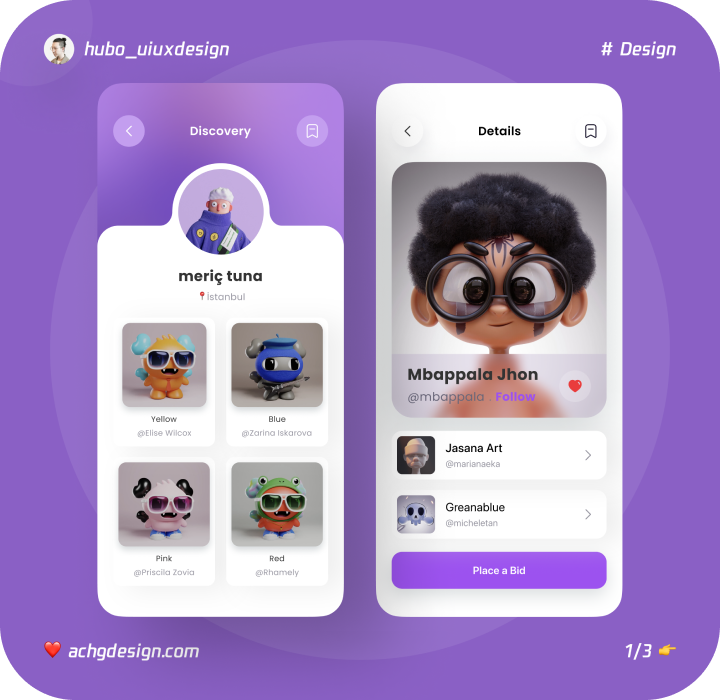 hubo_uiuxdesign
# Design
Discovery
meriç tuna
📍istanbul
Yellow
@Elise Wilcox
Blue
@Zarina Iskarova
Pink
@Priscila Zovia
Red
@Rhamely
Details
Mbappala Jhon
@mbappala Follow
Jasana Art
@marianaeka
Greanablue
@micheletan
Place a Bid
❤️ achgdesign.com
1/3 👉